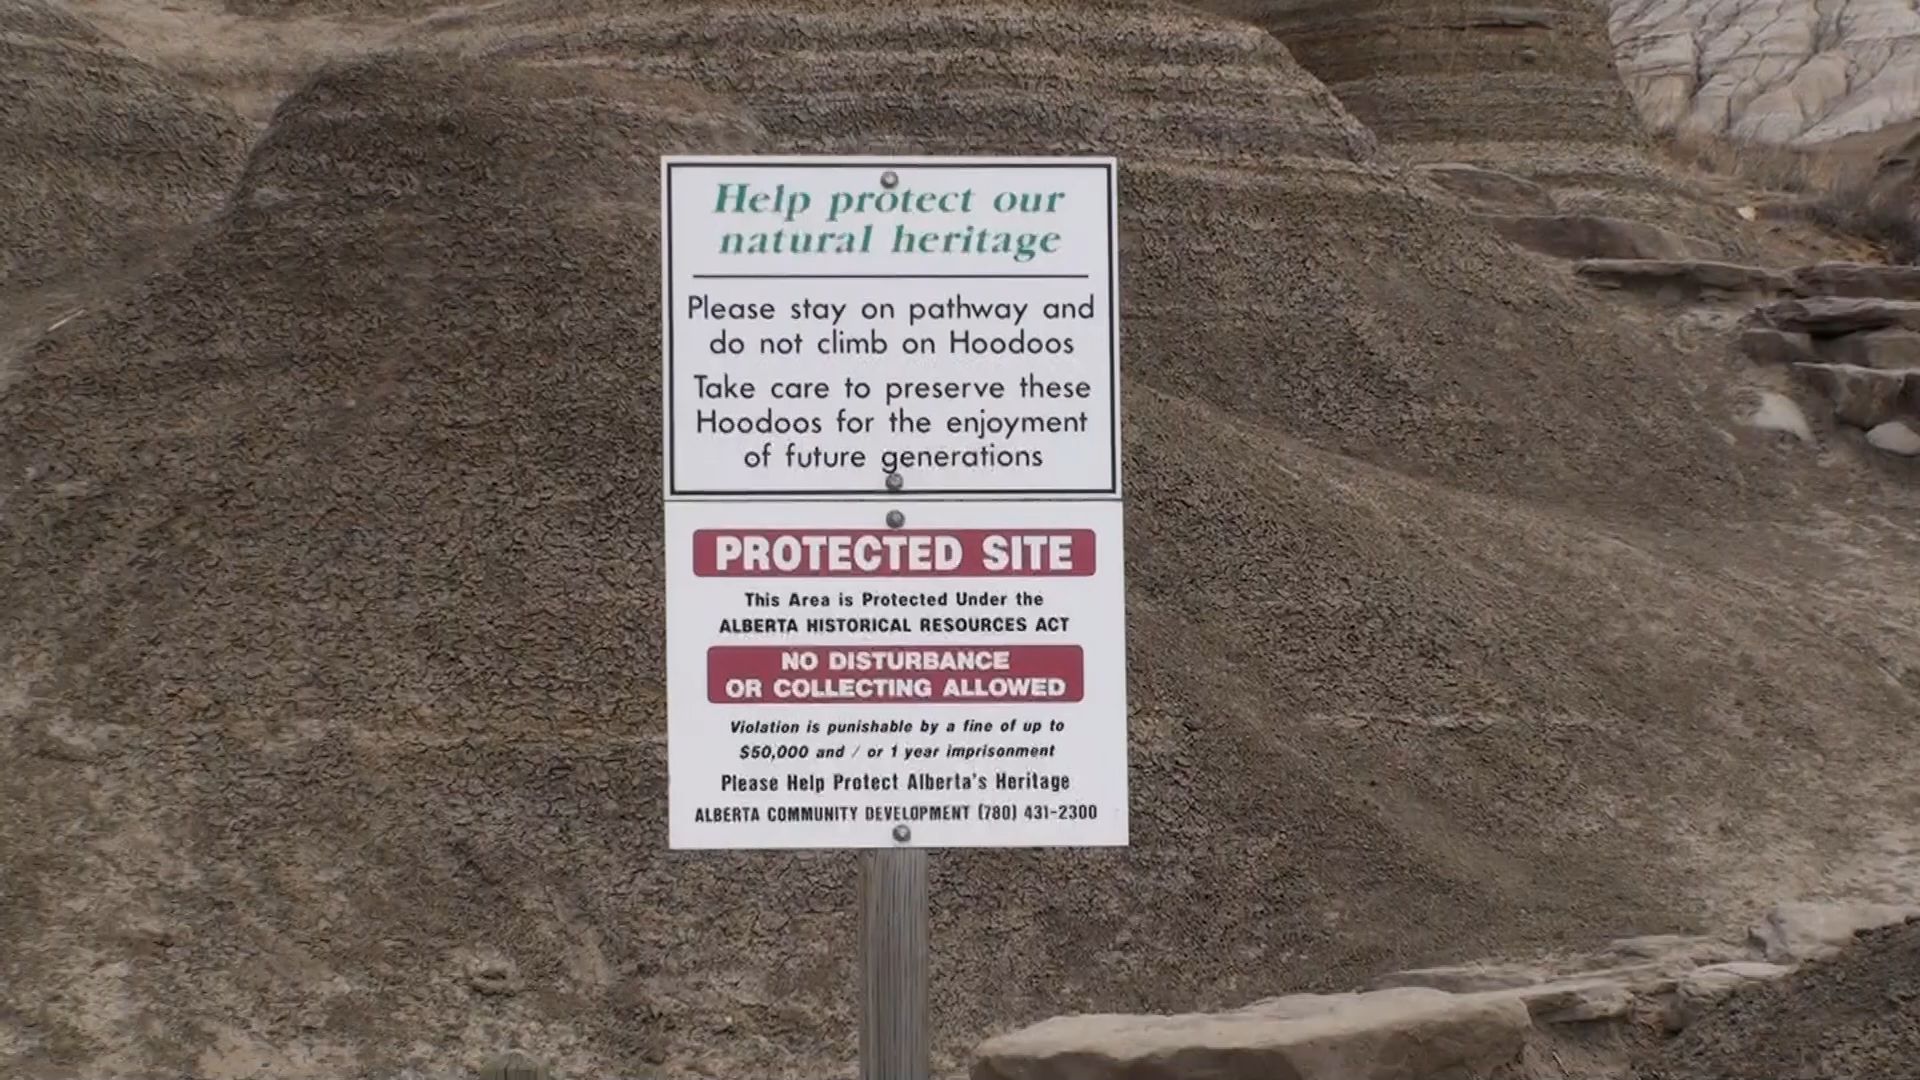 Help protect our
natural heritage
Please stay on pathway and
do not climb on Hoodoos
Take care to preserve these
Hoodoos for the enjoyment
of future generations
PROTECTED SITE
This Area is Protected Under the
ALBERTA HISTORICAL RESOURCES ACT
NO DISTURBANCE
OR COLLECTING ALLOWED
Violation is punishable by a fine of up to
$50,000 and / or 1 year imprisonment
Please Help Protect Alberta's Heritage
ALBERTA COMMUNITY DEVELOPMENT (780) 431-2300